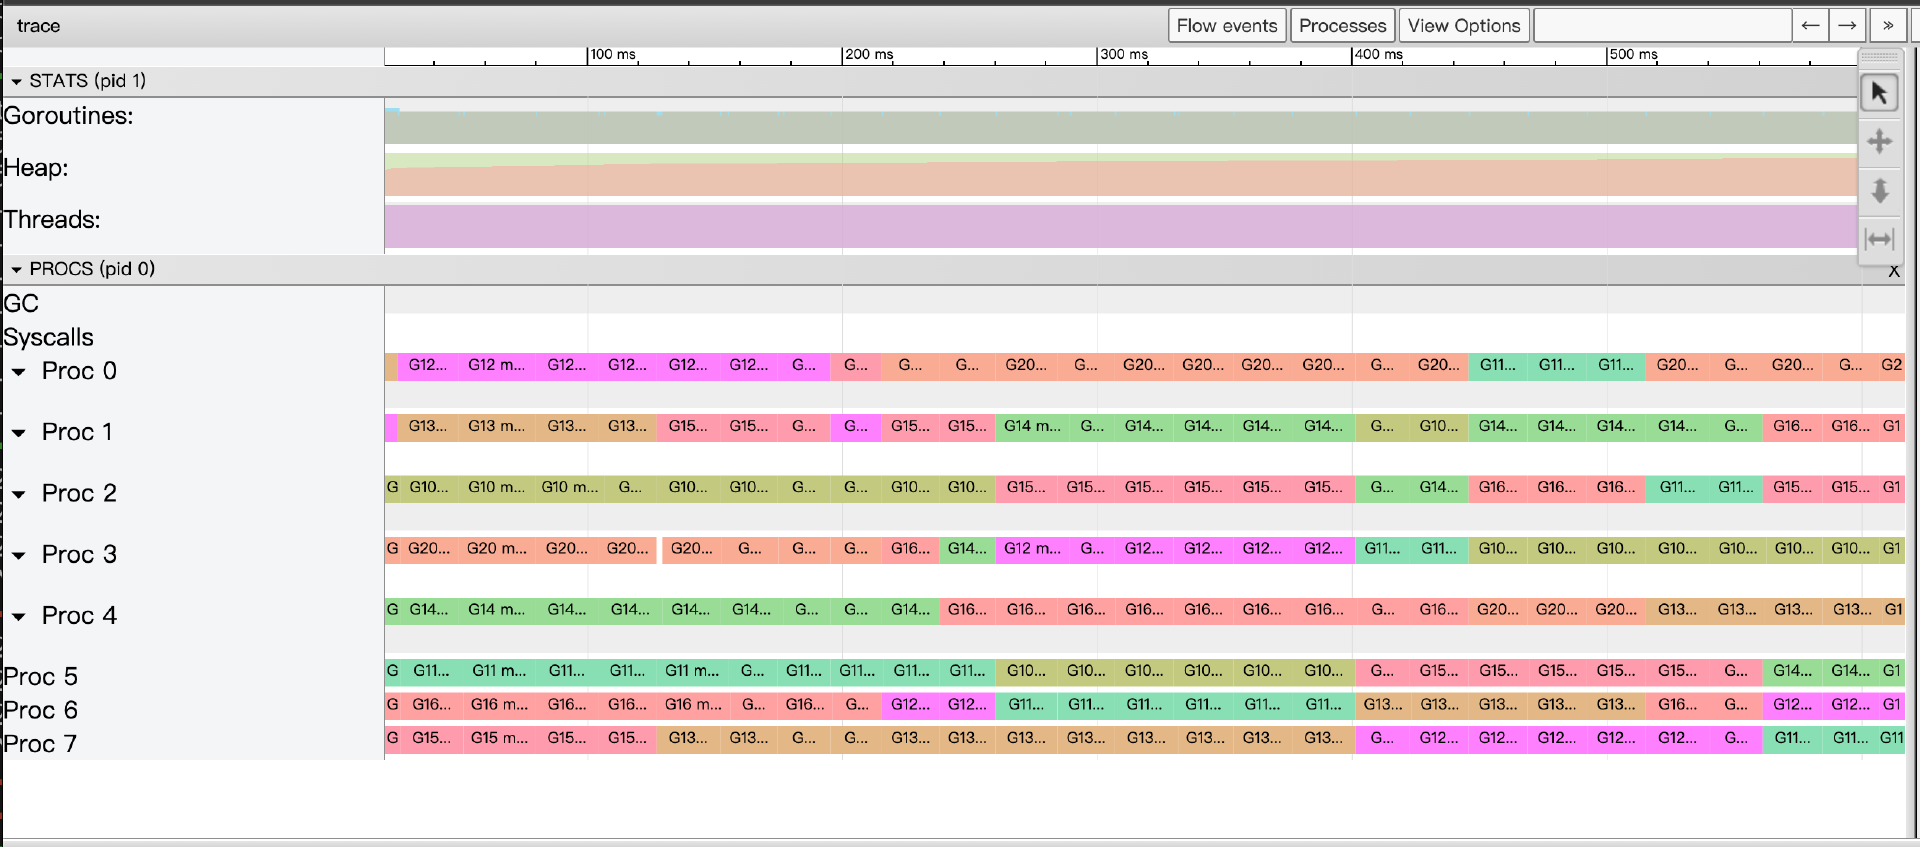 trace Flow events Processes View Options ← → »
100 ms 200 ms 300 ms 400 ms 500 ms
STATS (pid 1)
Goroutines:
Heap:
Threads:
PROCS (pid 0)
X
GC
Syscalls
Proc 0 G12... G12 m... G12... G12... G12... G12... G... G... G... G... G20... G... G20... G20... G20... G20... G... G20... G11... G11... G11... G20... G... G20... G... G2
Proc 1 G13... G13 m... G13... G13... G15... G15... G... G... G15... G15... G14 m... G... G14... G14... G14... G14... G... G10... G14... G14... G14... G14... G... G16... G16... G1
Proc 2 G G10... G10 m... G10 m... G... G10... G10... G... G... G10... G10... G15... G15... G15... G15... G15... G15... G... G14... G16... G16... G16... G11... G11... G15... G15... G1
Proc 3 G G20... G20 m... G20... G20... G20... G... G... G... G16... G14... G12 m... G... G12... G12... G12... G12... G11... G11... G10... G10... G10... G10... G10... G10... G10... G1
Proc 4 G G14... G14 m... G14... G14... G14... G14... G... G... G14... G16... G16... G16... G16... G16... G16... G16... G... G16... G20... G20... G20... G13... G13... G13... G13... G1
Proc 5 G G11... G11 m... G11... G11... G11 m... G... G11... G11... G11... G11... G10... G10... G10... G10... G10... G10... G... G15... G15... G15... G15... G15... G... G14... G14... G1
Proc 6 G G16... G16 m... G16... G16... G16 m... G... G16... G... G12... G12... G11... G11... G11... G11... G11... G11... G13... G13... G13... G13... G13... G16... G... G12... G12... G1
Proc 7 G G15... G15 m... G15... G15... G13... G13... G... G... G13... G13... G13... G13... G13... G13... G13... G13... G... G12... G12... G12... G12... G12... G... G11... G11... G11